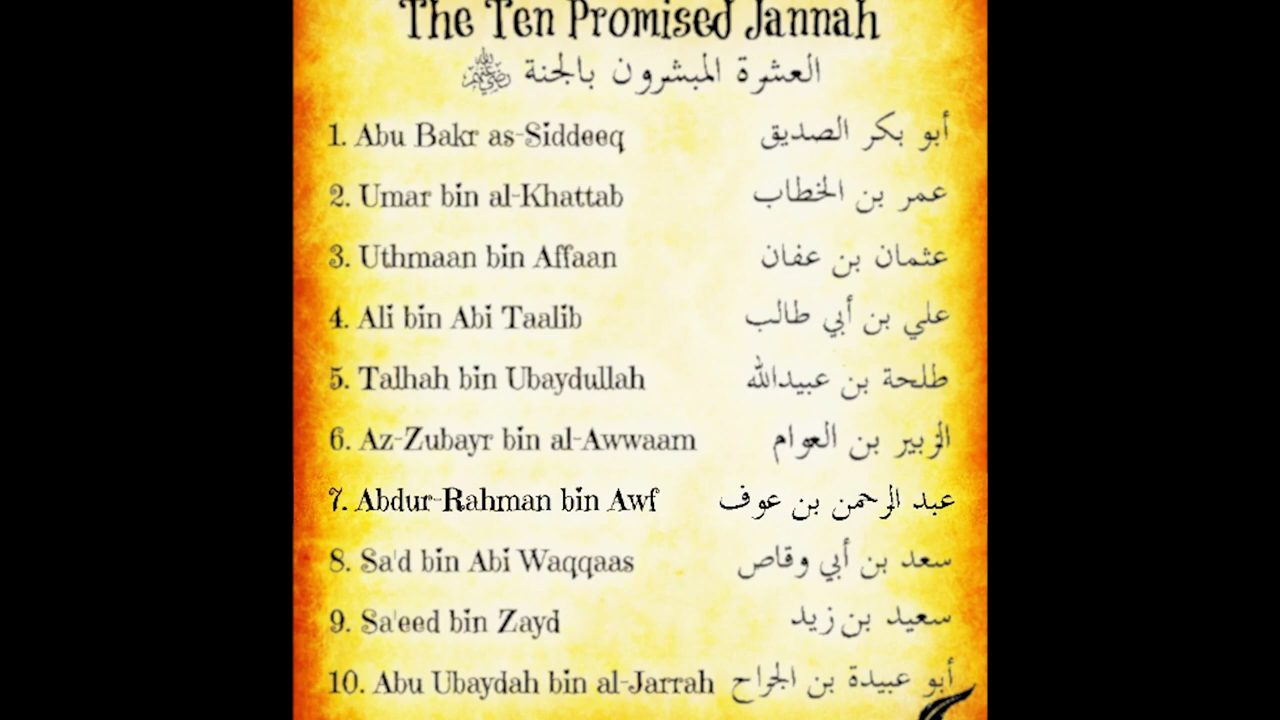 The Ten Promised Jannah
العشرة المبشرون بالجنة رضي الله عنهم
1. Abu Bakr as-Siddeeq أبو بكر الصديق
2. Umar bin al-Khattab عمر بن الخطاب
3. Uthmaan bin Affaan عثمان بن عفان
4. Ali bin Abi Taalib علي بن أبي طالب
5. Talhah bin Ubaydullah طلحة بن عبيدالله
6. Az-Zubayr bin al-Awwaam الزبير بن العوام
7. Abdur-Rahman bin Awf عبد الرحمن بن عوف
8. Sa'd bin Abi Waqqaas سعد بن أبي وقاص
9. Sa'eed bin Zayd سعيد بن زيد
10. Abu Ubaydah bin al-Jarrah أبو عبيدة بن الجراح